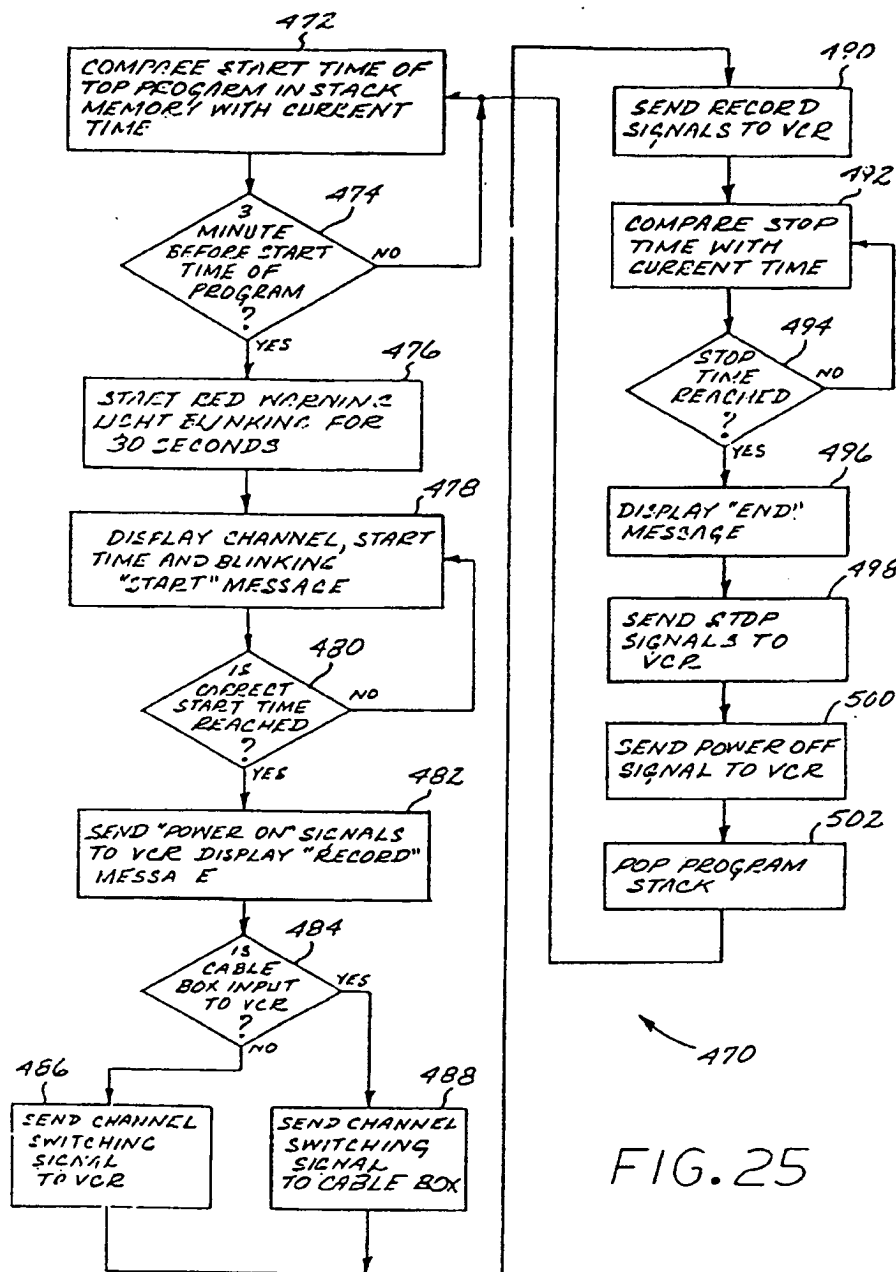 472
COMPARE START TIME OF
TOP PROGARM IN STACK
MEMORY WITH CURRENT
TIME
474
3
MINUTE
BEFORE START
TIME OF
PROGRAM
?
NO
YES
476
START RED WARNING
LIGHT BLINKING FOR
30 SECONDS
478
DISPLAY CHANNEL, START
TIME AND BLINKING
"START" MESSAGE
480
IS
CORRECT
START TIME
REACHED
?
NO
YES
482
SEND "POWER ON" SIGNALS
TO VCR DISPLAY "RECORD"
MESSA E
484
IS
CABLE
BOX INPUT
TO VCR
?
YES
NO
486
SEND CHANNEL
SWITCHING
SIGNAL
TO VCR
488
SEND CHANNEL
SWITCHING
SIGNAL
TO CABLE BOX
490
SEND RECORD
SIGNALS TO VCR
492
COMPARE STOP
TIME WITH
CURRENT TIME
494
STOP
TIME
REACHED
?
NO
YES
496
DISPLAY "END"
MESSAGE
498
SEND STOP
SIGNALS TO
VCR
500
SEND POWER OFF
SIGNAL TO VCR
502
POP PROGRAM
STACK
470
FIG. 25